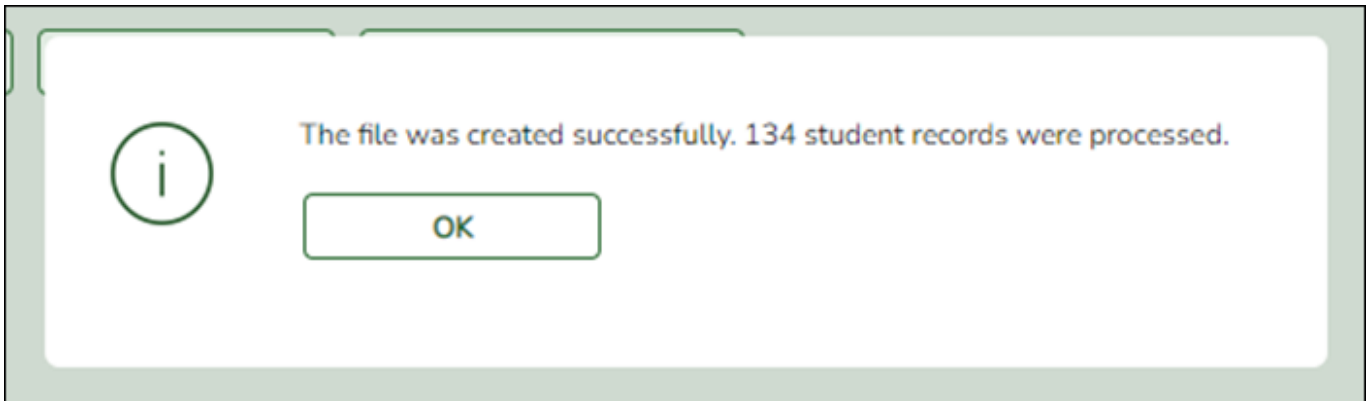 The file was created successfully. 134 student records were processed.
i
OK